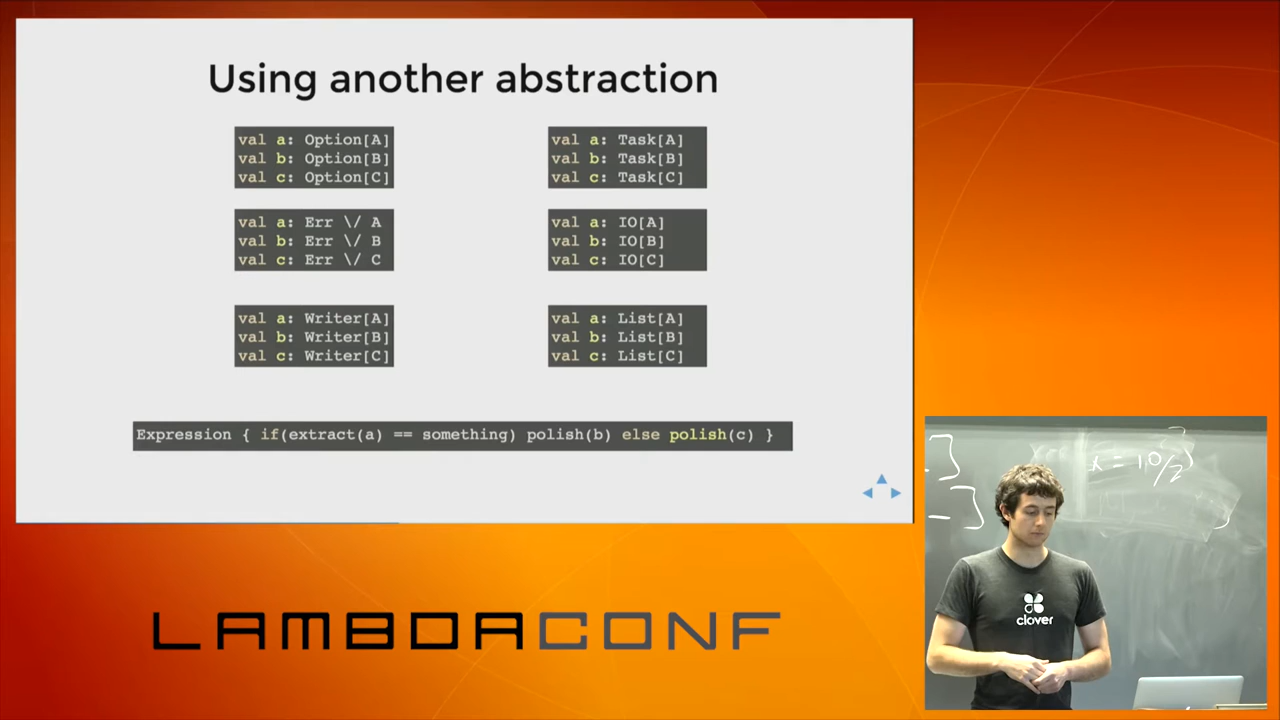 Using another abstraction
val a: Option[A]
val b: Option[B]
val c: Option[C]
val a: Task[A]
val b: Task[B]
val c: Task[C]
val a: Err \/ A
val b: Err \/ B
val c: Err \/ C
val a: IO[A]
val b: IO[B]
val c: IO[C]
val a: Writer[A]
val b: Writer[B]
val c: Writer[C]
val a: List[A]
val b: List[B]
val c: List[C]
Expression { if(extract(a) == something) polish(b) else polish(c) }
LAMBDACONF
x = 10/2
clover